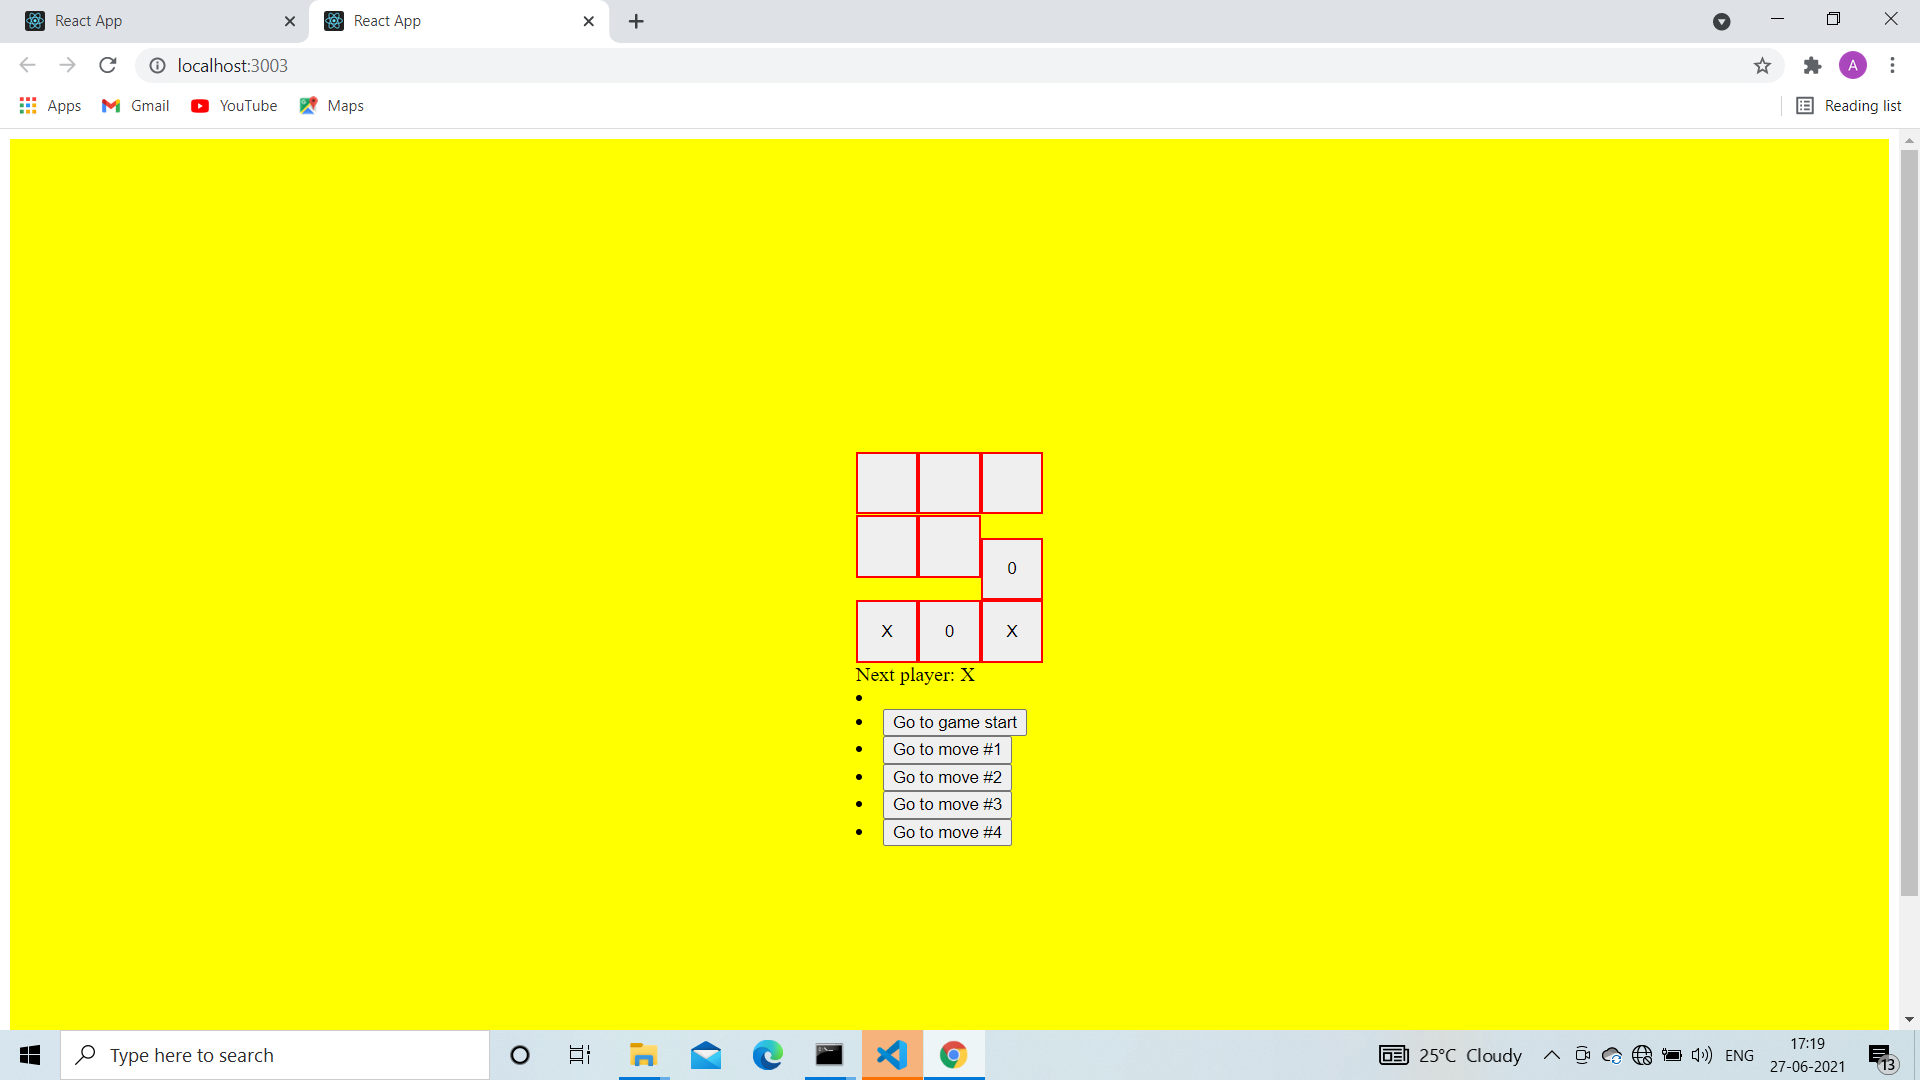 React App
React App
localhost:3003
A
Apps
Gmail
YouTube
Maps
Reading list
0
X
0
X
Next player: X
Go to game start
Go to move #1
Go to move #2
Go to move #3
Go to move #4
Type here to search
25°C Cloudy
ENG
17:19
27-06-2021
13